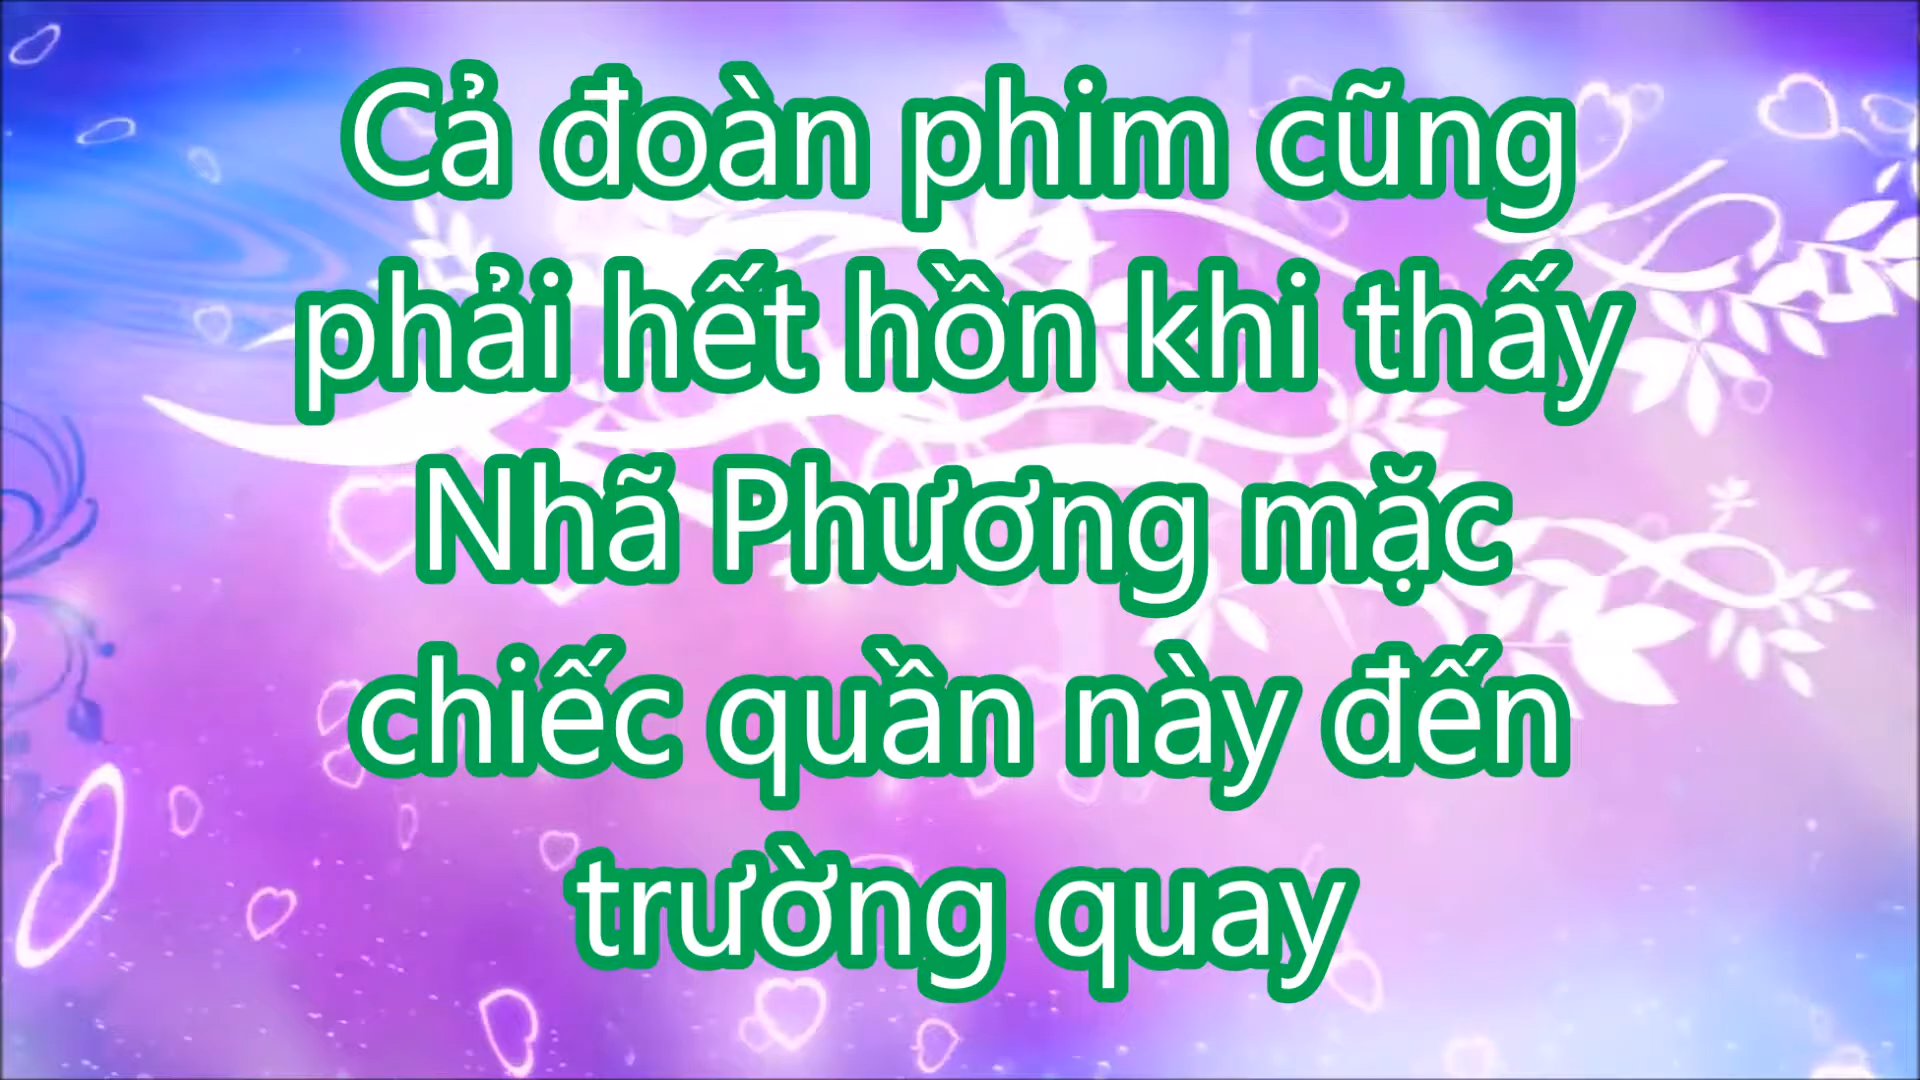 Cả đoàn phim cũng
phải hết hồn khi thấy
Nhã Phương mặc
chiếc quần này đến
trường quay